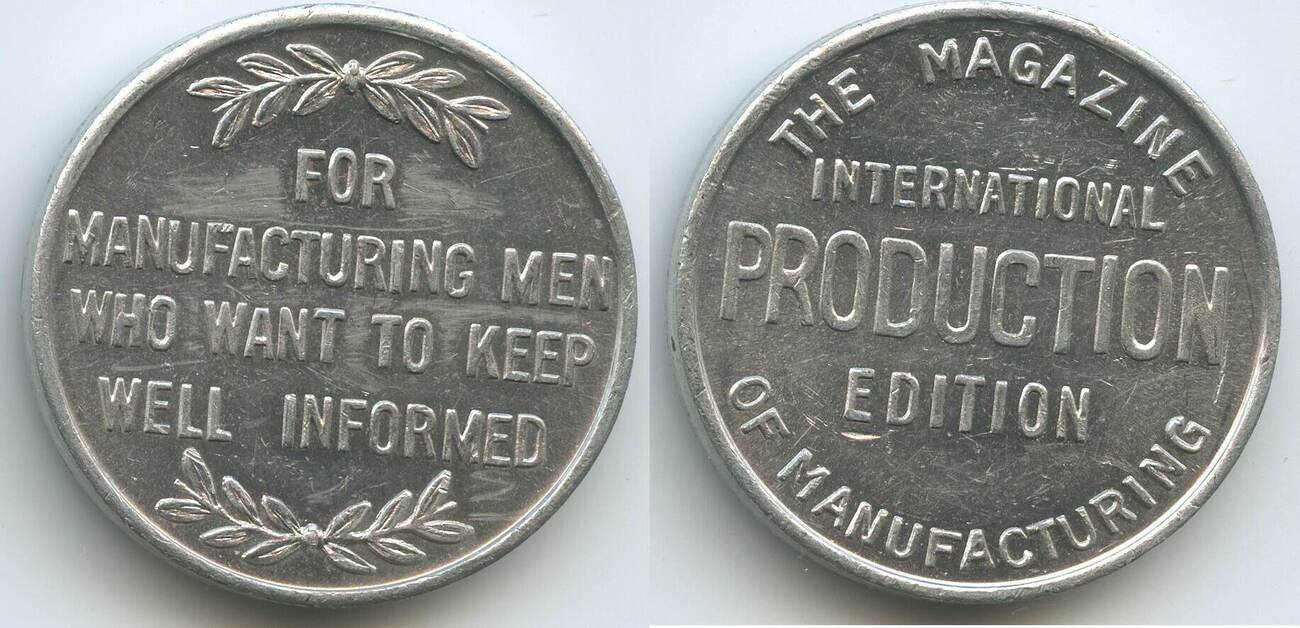 FOR
MANUFACTURING MEN
WHO WANT TO KEEP
WELL INFORMED
THE MAGAZINE
INTERNATIONAL
PRODUCTION
EDITION
OF MANUFACTURING